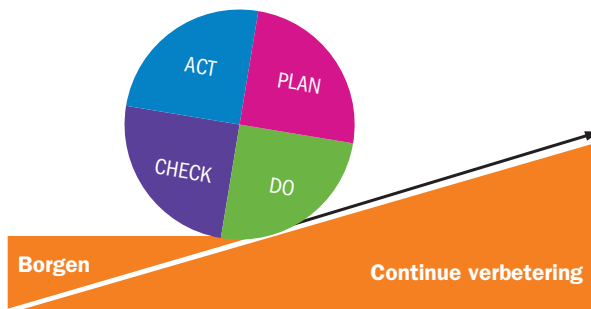 ACT
PLAN
CHECK
DO
Borgen
Continue verbetering